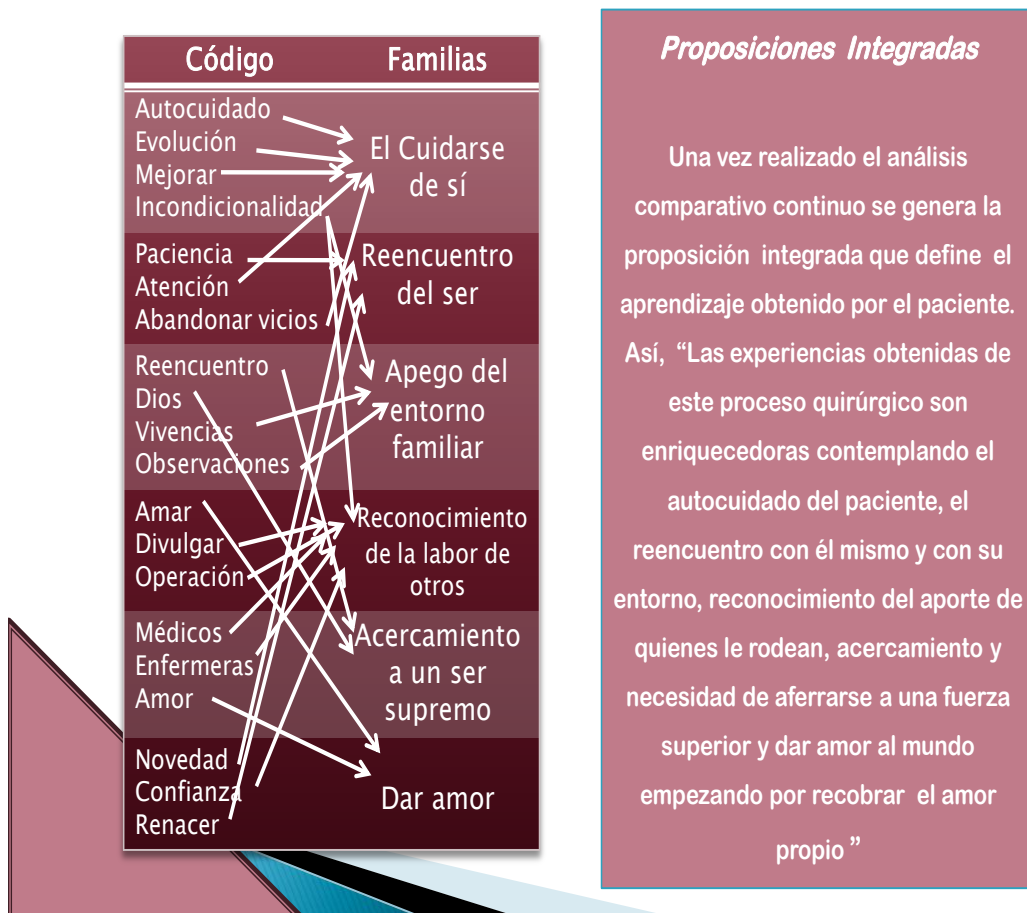 Código Familias
Autocuidado
Evolución
Mejorar
Incondicionalidad
El Cuidarse
de sí
Paciencia
Atención
Abandonar vicios
Reencuentro
del ser
Reencuentro
Dios
Vivencias
Observaciones
Apego del
entorno
familiar
Amar
Divulgar
Operación
Reconocimiento
de la labor de
otros
Médicos
Enfermeras
Amor
Acercamiento
a un ser
supremo
Novedad
Confianza
Renacer
Dar amor
Proposiciones Integradas
Una vez realizado el análisis
comparativo continuo se genera la
proposición integrada que define el
aprendizaje obtenido por el paciente.
Así, “Las experiencias obtenidas de
este proceso quirúrgico son
enriquecedoras contemplando el
autocuidado del paciente, el
reencuentro con él mismo y con su
entorno, reconocimiento del aporte de
quienes le rodean, acercamiento y
necesidad de aferrarse a una fuerza
superior y dar amor al mundo
empezando por recobrar el amor
propio ”